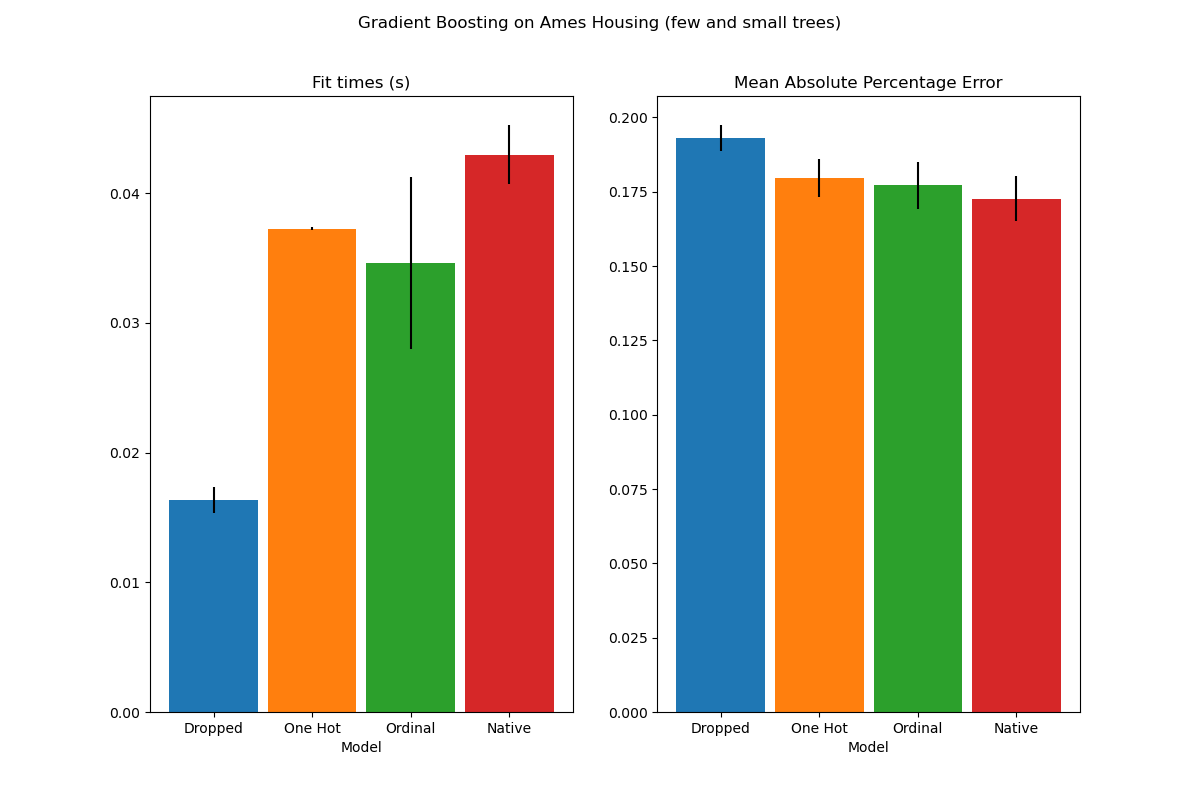 Gradient Boosting on Ames Housing (few and small trees)
Fit times (s)
0.04
0.03
0.02
0.01
0.00
Dropped One Hot Ordinal Native
Model
Mean Absolute Percentage Error
0.200
0.175
0.150
0.125
0.100
0.075
0.050
0.025
0.000
Dropped One Hot Ordinal Native
Model